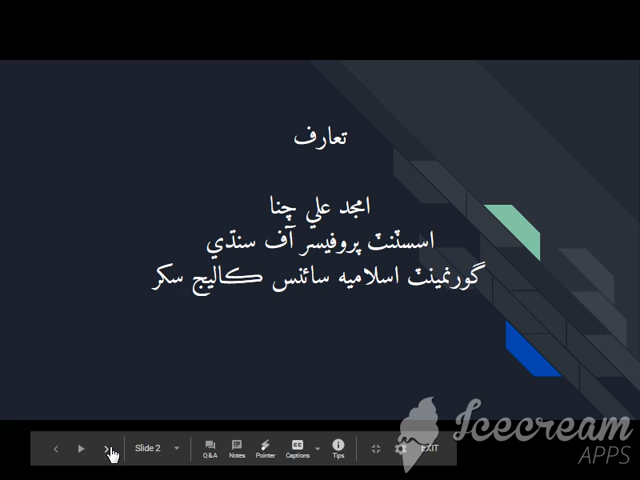 تعارف
امجد علي چنا
اسسٽنٽ پروفيسر آف سنڌي
گورنمينٽ اسلاميه سائنس ڪاليج سکر
Slide 2
Q&A
Notes
Pointer
CC
Captions
Tips
EXIT
Icecream
APPS